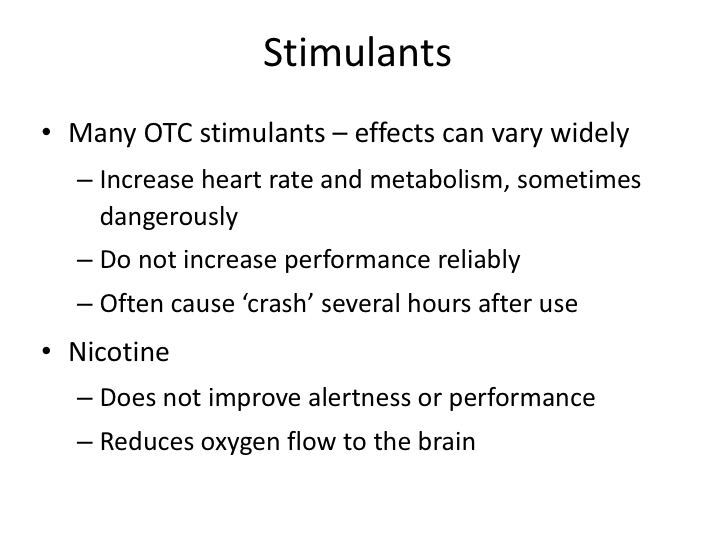 Stimulants
• Many OTC stimulants – effects can vary widely
– Increase heart rate and metabolism, sometimes
dangerously
– Do not increase performance reliably
– Often cause ‘crash’ several hours after use
• Nicotine
– Does not improve alertness or performance
– Reduces oxygen flow to the brain